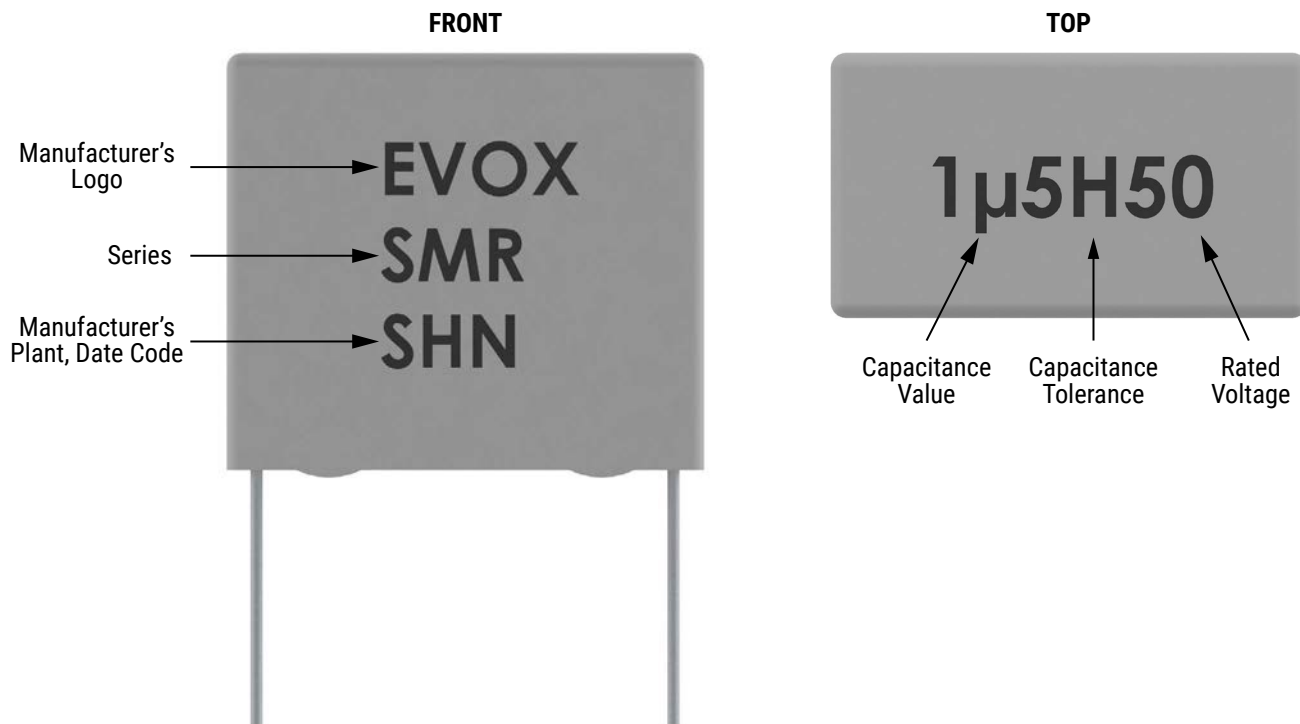 FRONT
TOP
Manufacturer's
Logo
EVOX
Series
SMR
Manufacturer's
Plant, Date Code
SHN
1µ5H50
Capacitance
Value
Capacitance
Tolerance
Rated
Voltage